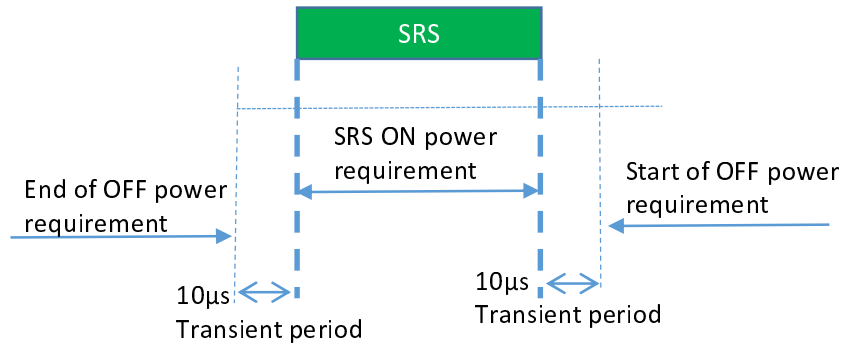 SRS
SRS ON power
requirement
End of OFF power
requirement
Start of OFF power
requirement
10μs
Transient period
10μs
Transient period